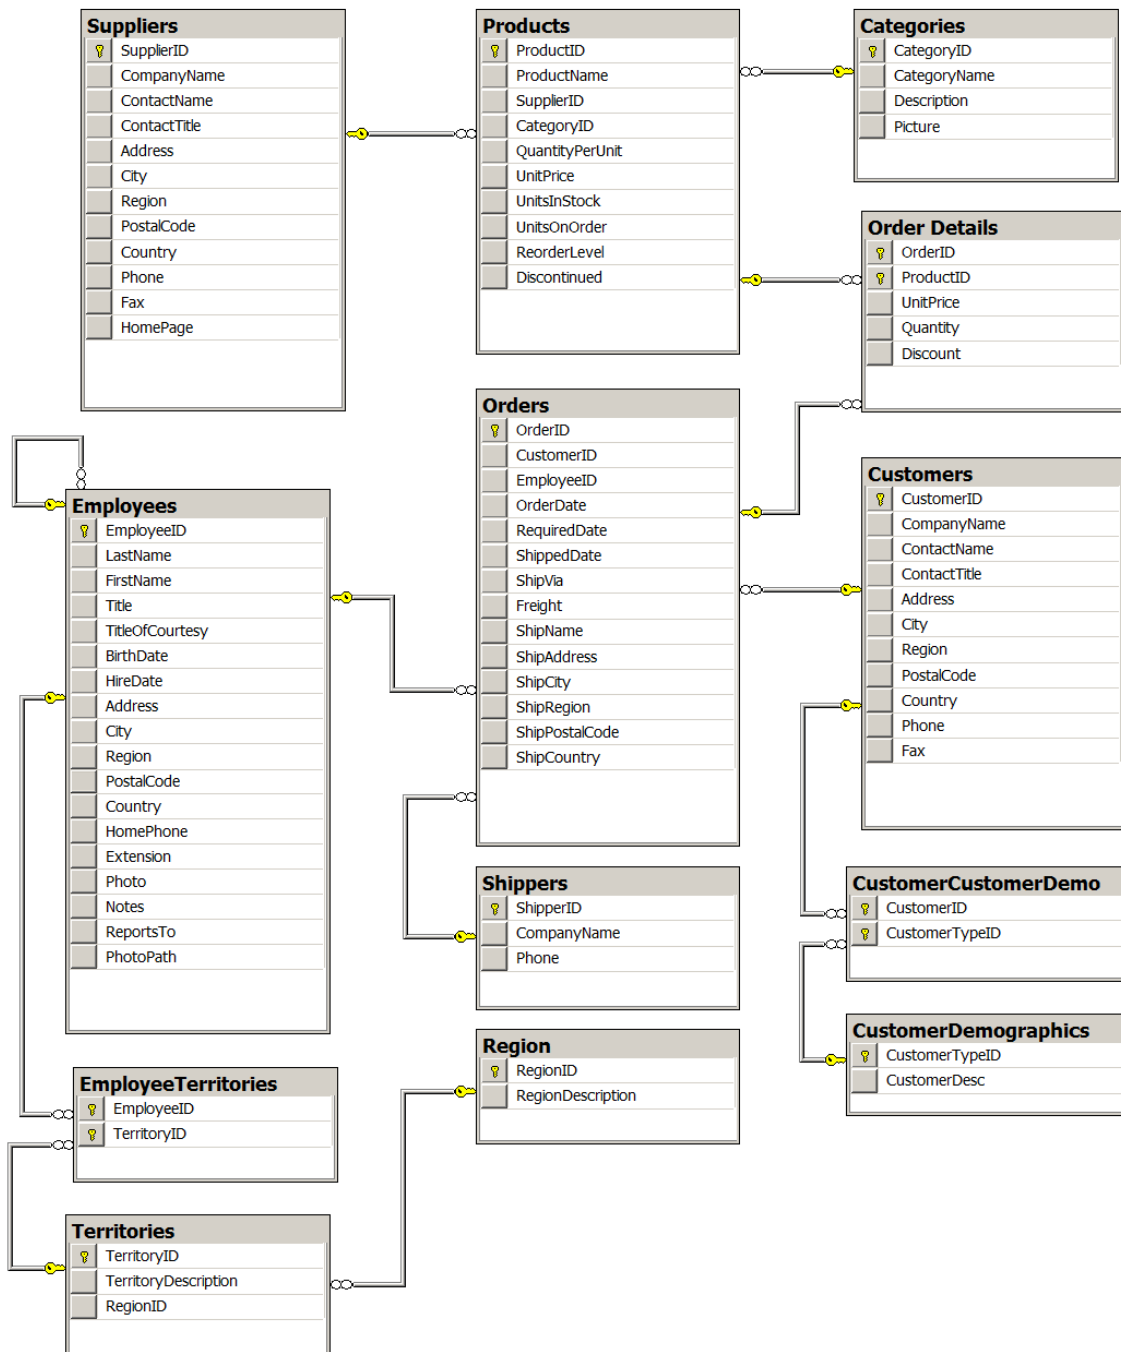 Suppliers
SupplierID
CompanyName
ContactName
ContactTitle
Address
City
Region
PostalCode
Country
Phone
Fax
HomePage
Products
ProductID
ProductName
SupplierID
CategoryID
QuantityPerUnit
UnitPrice
UnitsInStock
UnitsOnOrder
ReorderLevel
Discontinued
Categories
CategoryID
CategoryName
Description
Picture
Order Details
OrderID
ProductID
UnitPrice
Quantity
Discount
Employees
EmployeeID
LastName
FirstName
Title
TitleOfCourtesy
BirthDate
HireDate
Address
City
Region
PostalCode
Country
HomePhone
Extension
Photo
Notes
ReportsTo
PhotoPath
Orders
OrderID
CustomerID
EmployeeID
OrderDate
RequiredDate
ShippedDate
ShipVia
Freight
ShipName
ShipAddress
ShipCity
ShipRegion
ShipPostalCode
ShipCountry
Customers
CustomerID
CompanyName
ContactName
ContactTitle
Address
City
Region
PostalCode
Country
Phone
Fax
Shippers
ShipperID
CompanyName
Phone
CustomerCustomerDemo
CustomerID
CustomerTypeID
CustomerDemographics
CustomerTypeID
CustomerDesc
Region
RegionID
RegionDescription
EmployeeTerritories
EmployeeID
TerritoryID
Territories
TerritoryID
TerritoryDescription
RegionID